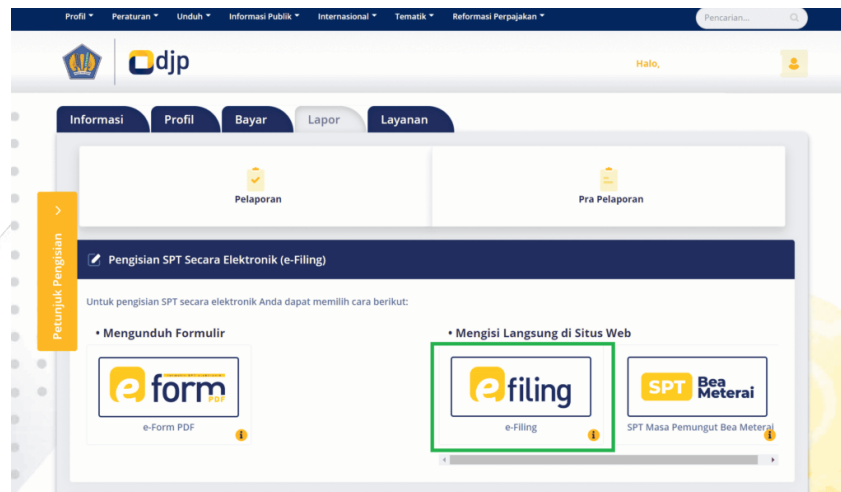 Profil Peraturan Unduh Informasi Publik Internasional Tematik Reformasi Perpajakan Pencarian...
djp
Halo,
Informasi Profil Bayar Lapor Layanan
Pelaporan
Pra Pelaporan
Petunjuk Pengisian
Pengisian SPT Secara Elektronik (e-Filing)
Untuk pengisian SPT secara elektronik Anda dapat memilih cara berikut:
• Mengunduh Formulir
e form PDF
e-Form PDF
• Mengisi Langsung di Situs Web
e filing
e-Filing
SPT Bea Meterai
SPT Masa Pemungut Bea Meterai